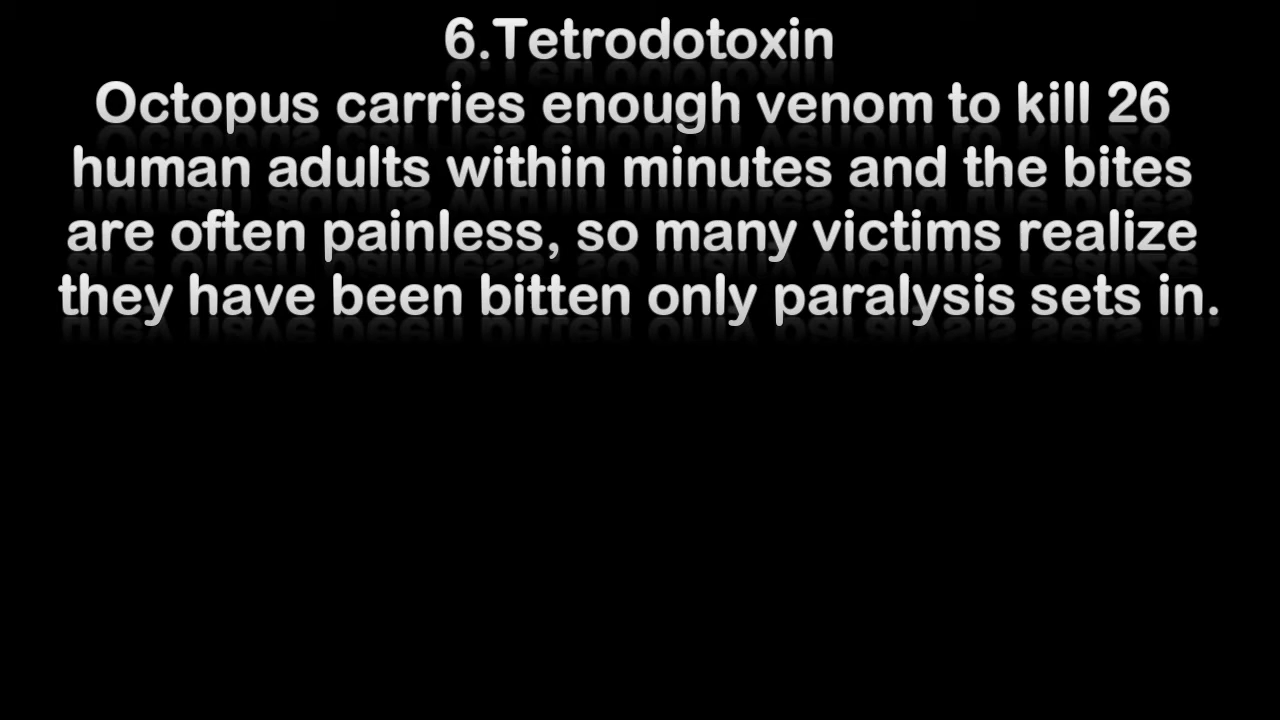 6.Tetrodotoxin
Octopus carries enough venom to kill 26
human adults within minutes and the bites
are often painless, so many victims realize
they have been bitten only paralysis sets in.